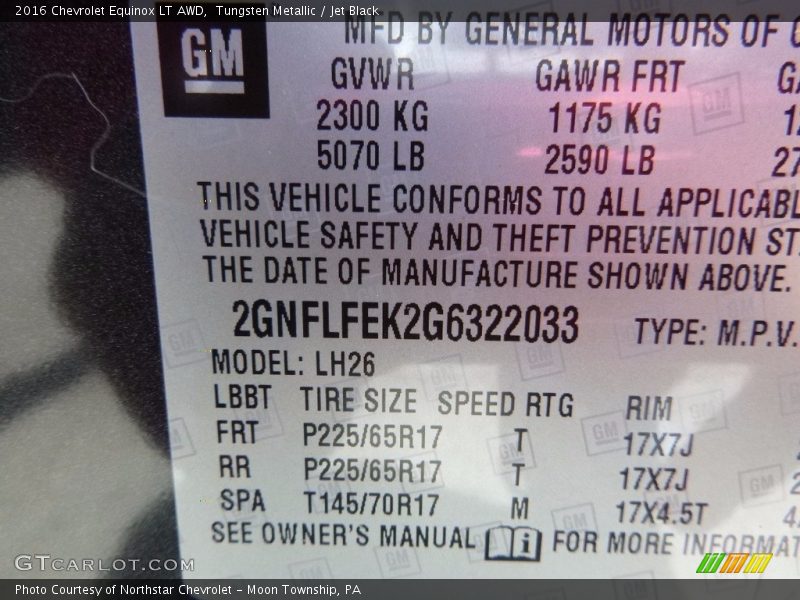 2016 Chevrolet Equinox LT AWD, Tungsten Metallic / Jet Black
GM
MFD BY GENERAL MOTORS OF
GVWR GAWR FRT
2300 KG 1175 KG
5070 LB 2590 LB
THIS VEHICLE CONFORMS TO ALL
VEHICLE SAFETY AND THEFT PREVENTION
THE DATE OF MANUFACTURE SHOWN ABOVE.
2GNFLFEK2G6322033 TYPE: M.P.V.
MODEL: LH26
LBBT TIRE SIZE SPEED RTG RIM
FRT P225/65R17 T 17X7J
RR P225/65R17 T 17X7J
SPA T145/70R17 M 17X4.5T
SEE OWNER'S MANUAL i FOR MORE
GTCARLOT.COM
Photo Courtesy of Northstar Chevrolet - Moon Township, PA